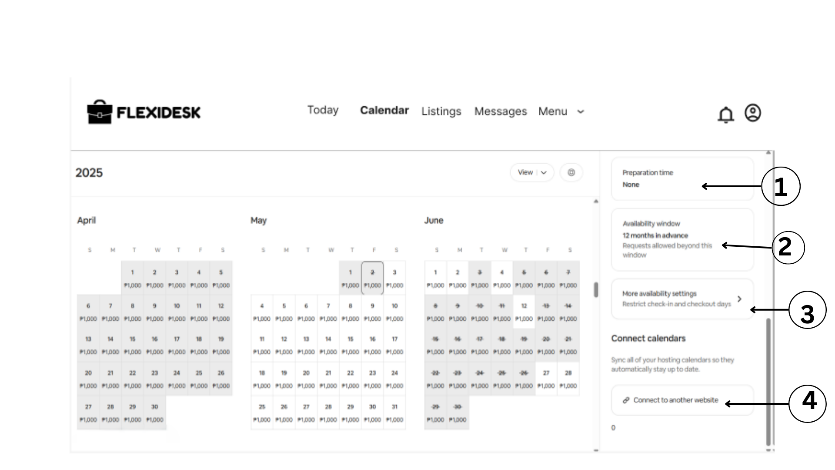 FLEXIDESK
Today Calendar Listings Messages Menu
2025
View
April
S M T W T F S
1 2 3 4 5
₱1,000 ₱1,000 ₱1,000 ₱1,000 ₱1,000
6 7 8 9 10 11 12
₱1,000 ₱1,000 ₱1,000 ₱1,000 ₱1,000 ₱1,000 ₱1,000
13 14 15 16 17 18 19
₱1,000 ₱1,000 ₱1,000 ₱1,000 ₱1,000 ₱1,000 ₱1,000
20 21 22 23 24 25 26
₱1,000 ₱1,000 ₱1,000 ₱1,000 ₱1,000 ₱1,000 ₱1,000
27 28 29 30
₱1,000 ₱1,000 ₱1,000 ₱1,000
May
S M T W T F S
1 2 3
₱1,000 ₱1,000 ₱1,000
4 5 6 7 8 9 10
₱1,000 ₱1,000 ₱1,000 ₱1,000 ₱1,000 ₱1,000 ₱1,000
11 12 13 14 15 16 17
₱1,000 ₱1,000 ₱1,000 ₱1,000 ₱1,000 ₱1,000 ₱1,000
18 19 20 21 22 23 24
₱1,000 ₱1,000 ₱1,000 ₱1,000 ₱1,000 ₱1,000 ₱1,000
25 26 27 28 29 30 31
₱1,000 ₱1,000 ₱1,000 ₱1,000 ₱1,000 ₱1,000 ₱1,000
June
S M T W T F S
1 2 3 4 5 6 7
₱1,000 ₱1,000 ₱1,000 ₱1,000 ₱1,000 ₱1,000 ₱1,000
8 9 10 11 12 13 14
₱1,000 ₱1,000 ₱1,000 ₱1,000 ₱1,000 ₱1,000 ₱1,000
15 16 17 18 19 20 21
₱1,000 ₱1,000 ₱1,000 ₱1,000 ₱1,000 ₱1,000 ₱1,000
22 23 24 25 26 27 28
₱1,000 ₱1,000 ₱1,000 ₱1,000 ₱1,000 ₱1,000 ₱1,000
29 30
₱1,000 ₱1,000
Preparation time
None
1
Availability window
12 months in advance
Requests allowed beyond this
window
2
More availability settings
Restrict check-in and checkout days
3
Connect calendars
Sync all of your hosting calendars so they
automatically stay up to date.
Connect to another website
4
0